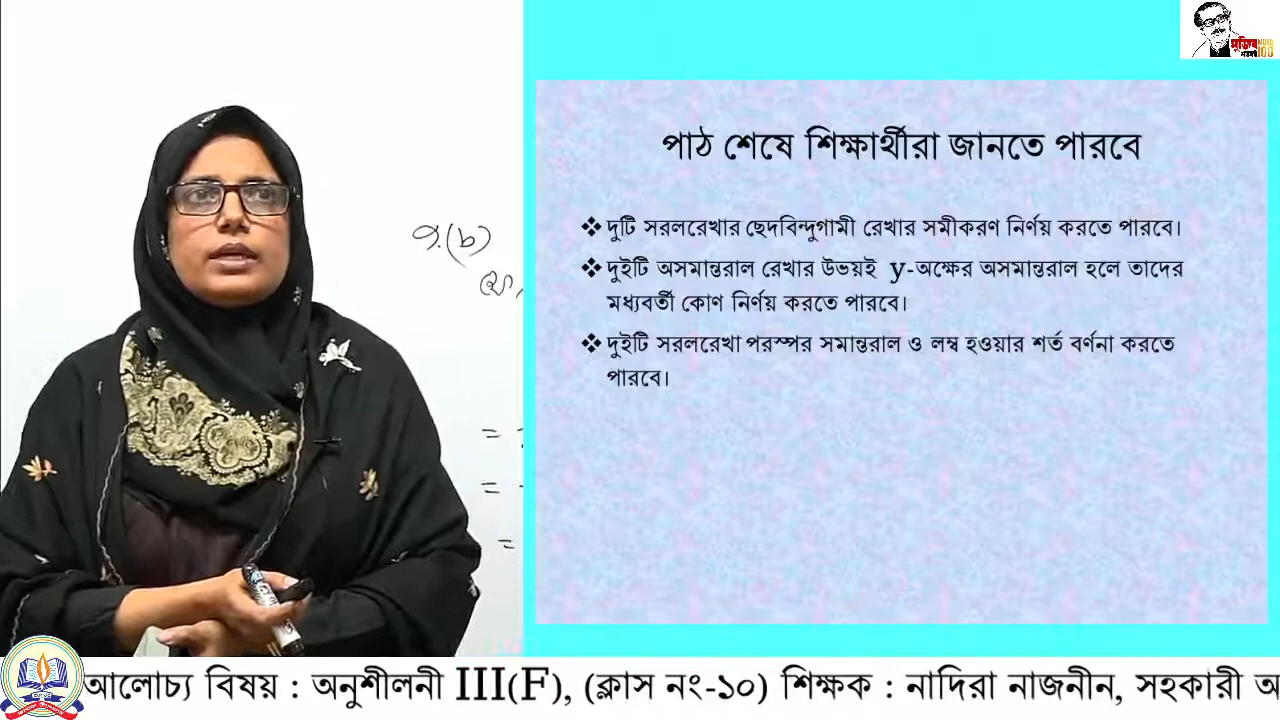 পাঠ শেষে শিক্ষার্থীরা জানতে পারবে
❖ দুটি সরলরেখার ছেদবিন্দুগামী রেখার সমীকরণ নির্ণয় করতে পারবে।
❖ দুইটি অসমান্তরাল রেখার উভয়ই y-অক্ষের অসমান্তরাল হলে তাদের
মধ্যবর্তী কোণ নির্ণয় করতে পারবে।
❖ দুইটি সরলরেখা পরস্পর সমান্তরাল ও লম্ব হওয়ার শর্ত বর্ণনা করতে
পারবে।
আলোচ্য বিষয় : অনুশীলনী III(F), (ক্লাস নং-১০) শিক্ষক : নাদিরা নাজনীন, সহকারী অ